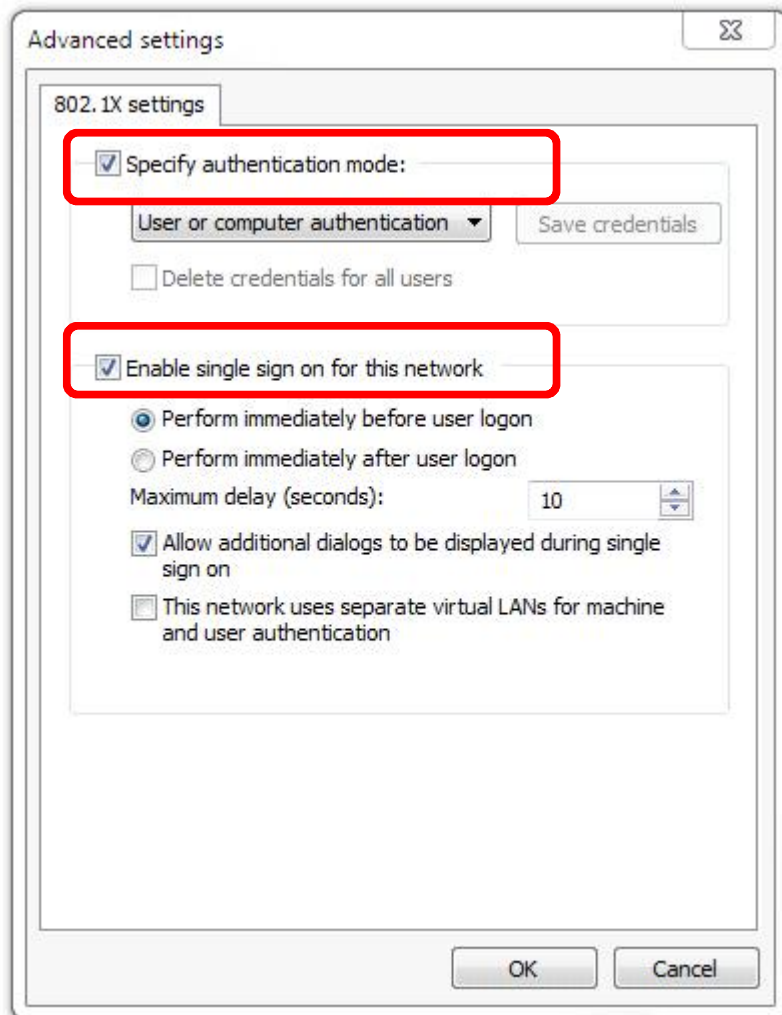 Advanced settings
802.1X settings
Specify authentication mode:
User or computer authentication
Save credentials
Delete credentials for all users
Enable single sign on for this network
Perform immediately before user logon
Perform immediately after user logon
Maximum delay (seconds):
10
Allow additional dialogs to be displayed during single
sign on
This network uses separate virtual LANs for machine
and user authentication
OK
Cancel